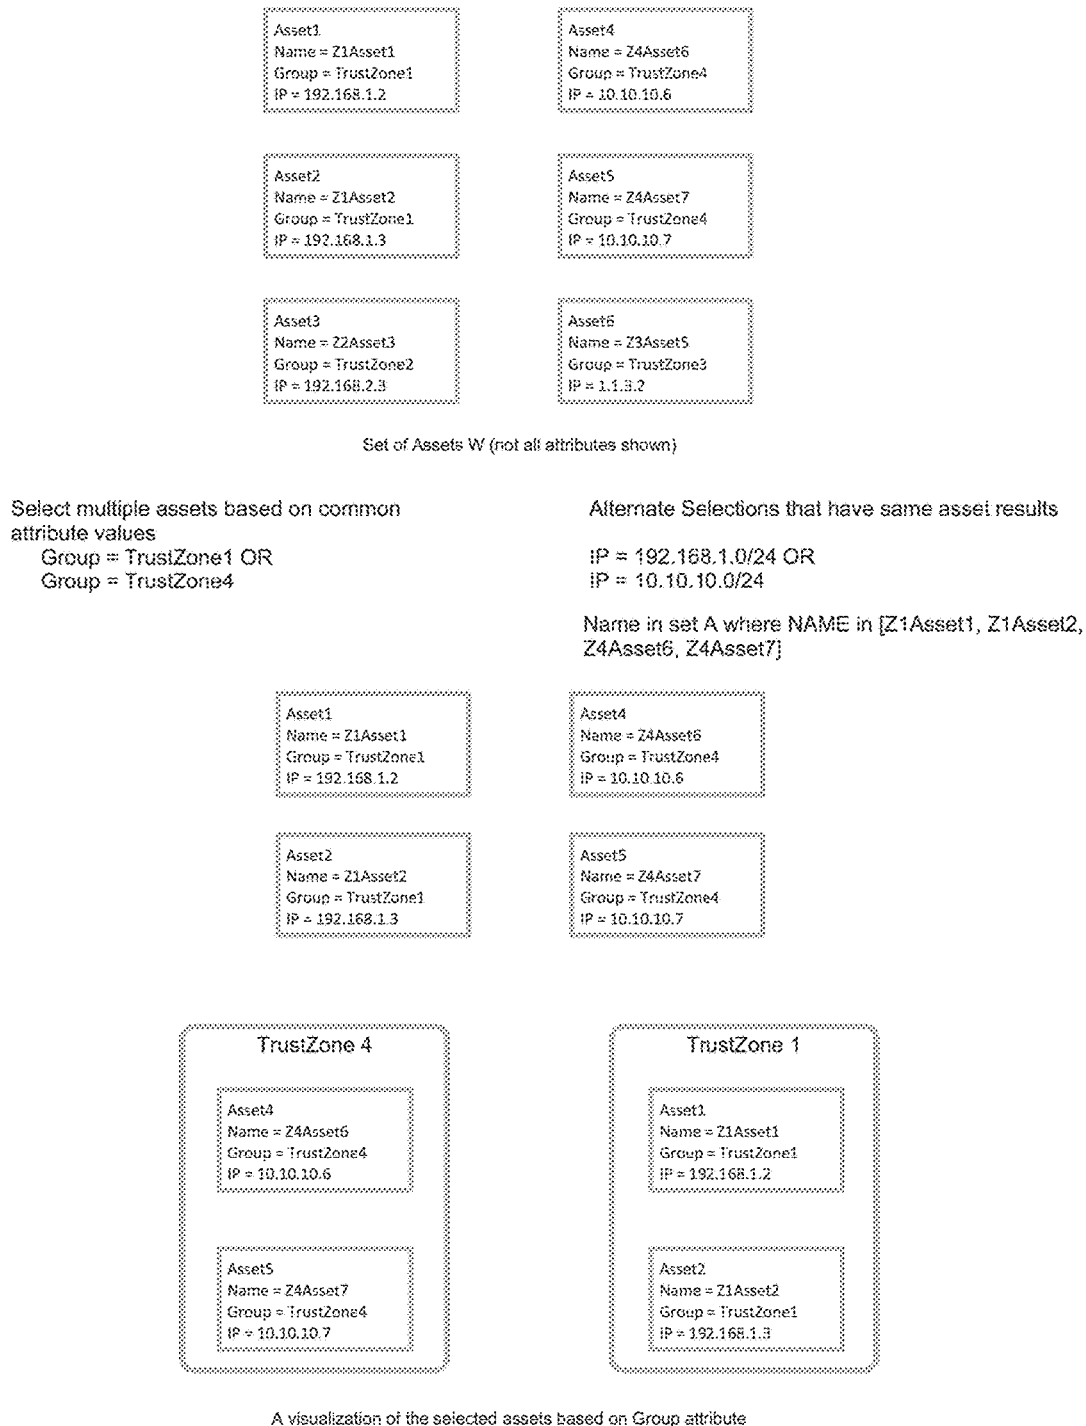 Asset1
Name = Z1Asset1
Group = TrustZone1
IP = 192.168.1.2
Asset4
Name = Z4Asset6
Group = TrustZone4
IP = 10.10.10.6
Asset2
Name = Z1Asset2
Group = TrustZone1
IP = 192.168.1.3
Asset5
Name = Z4Asset7
Group = TrustZone4
IP = 10.10.10.7
Asset3
Name = Z2Asset3
Group = TrustZone2
IP = 192.168.2.3
Asset6
Name = Z3Asset5
Group = TrustZone3
IP = 1.1.3.2
Set of Assets W (not all attributes shown)
Select multiple assets based on common
attribute values
Group = TrustZone1 OR
Group = TrustZone4
Alternate Selections that have same asset results
IP = 192.168.1.0/24 OR
IP = 10.10.10.0/24
Name in set A where NAME in [Z1Asset1, Z1Asset2,
Z4Asset6, Z4Asset7]
Asset1
Name = Z1Asset1
Group = TrustZone1
IP = 192.168.1.2
Asset4
Name = Z4Asset6
Group = TrustZone4
IP = 10.10.10.6
Asset2
Name = Z1Asset2
Group = TrustZone1
IP = 192.168.1.3
Asset5
Name = Z4Asset7
Group = TrustZone4
IP = 10.10.10.7
TrustZone 4
Asset4
Name = Z4Asset6
Group = TrustZone4
IP = 10.10.10.6
Asset5
Name = Z4Asset7
Group = TrustZone4
IP = 10.10.10.7
TrustZone 1
Asset1
Name = Z1Asset1
Group = TrustZone1
IP = 192.168.1.2
Asset2
Name = Z1Asset2
Group = TrustZone1
IP = 192.168.1.3
A visualization of the selected assets based on Group attribute